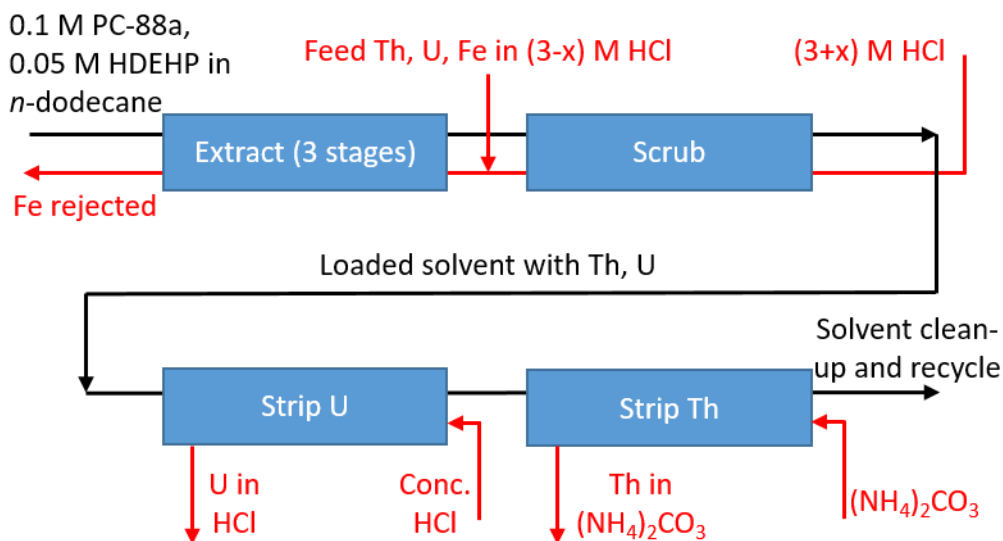 0.1 M PC-88a,
0.05 M HDEHP in
n-dodecane
Feed Th, U, Fe in (3-x) M HCl
(3+x) M HCl
Extract (3 stages)
Scrub
Fe rejected
Loaded solvent with Th, U
Solvent clean-
up and recycle
Strip U
Strip Th
U in
HCl
Conc.
HCl
Th in
(NH₄)₂CO₃
(NH₄)₂CO₃